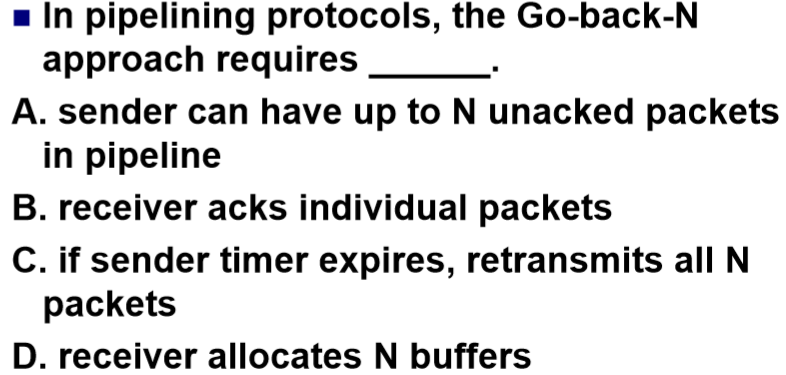 ■ In pipelining protocols, the Go-back-N
approach requires ______.
A. sender can have up to N unacked packets
in pipeline
B. receiver acks individual packets
C. if sender timer expires, retransmits all N
packets
D. receiver allocates N buffers